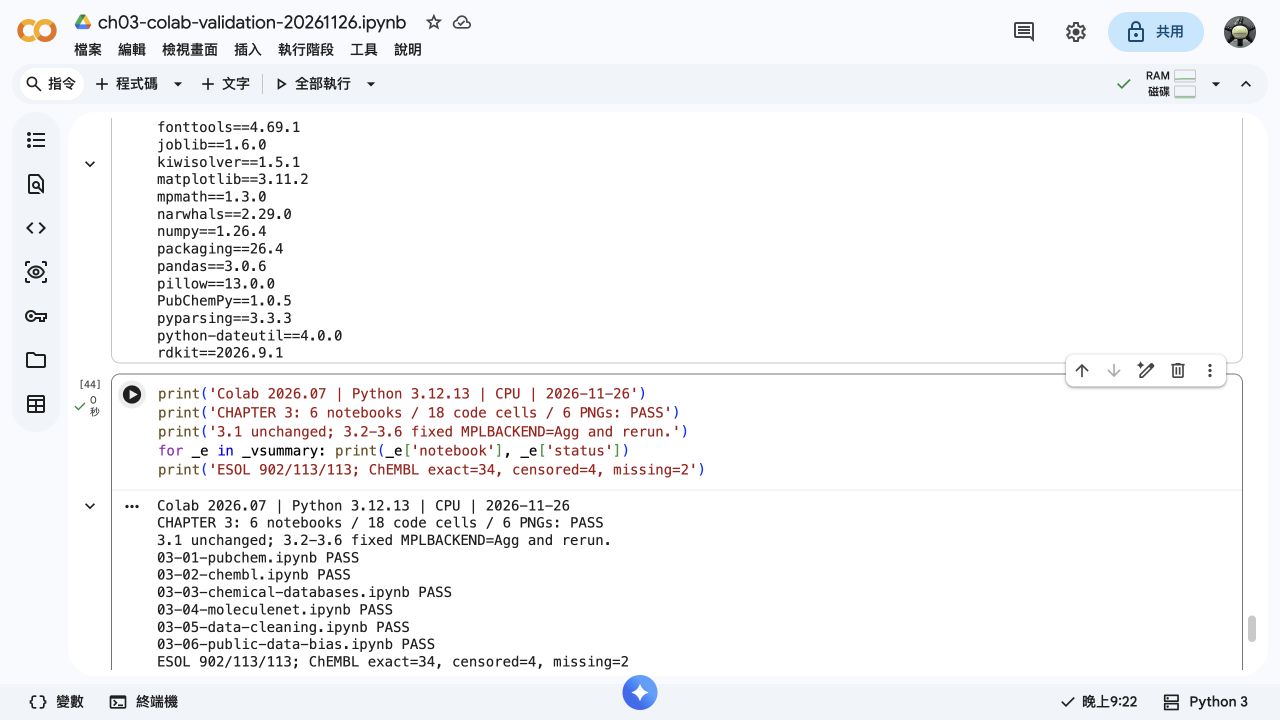 ch03-colab-validation-20261126.ipynb
檔案 編輯 檢視畫面 插入 執行階段 工具 說明
共用
指令 + 程式碼 + 文字 全部執行
RAM
磁碟
fonttools==4.69.1
joblib==1.6.0
kiwisolver==1.5.1
matplotlib==3.11.2
mpmath==1.3.0
narwhals==2.29.0
numpy==1.26.4
packaging==26.4
pandas==3.0.6
pillow==13.0.0
PubChemPy==1.0.5
pyparsing==3.3.3
python-dateutil==4.0.0
rdkit==2026.9.1
[44]
0
秒
print('Colab 2026.07 | Python 3.12.13 | CPU | 2026-11-26')
print('CHAPTER 3: 6 notebooks / 18 code cells / 6 PNGs: PASS')
print('3.1 unchanged; 3.2-3.6 fixed MPLBACKEND=Agg and rerun.')
for _e in _vsummary: print(_e['notebook'], _e['status'])
print('ESOL 902/113/113; ChEMBL exact=34, censored=4, missing=2')
Colab 2026.07 | Python 3.12.13 | CPU | 2026-11-26
CHAPTER 3: 6 notebooks / 18 code cells / 6 PNGs: PASS
3.1 unchanged; 3.2-3.6 fixed MPLBACKEND=Agg and rerun.
03-01-pubchem.ipynb PASS
03-02-chembl.ipynb PASS
03-03-chemical-databases.ipynb PASS
03-04-moleculenet.ipynb PASS
03-05-data-cleaning.ipynb PASS
03-06-public-data-bias.ipynb PASS
ESOL 902/113/113; ChEMBL exact=34, censored=4, missing=2
變數 終端機 晚上9:22 Python 3